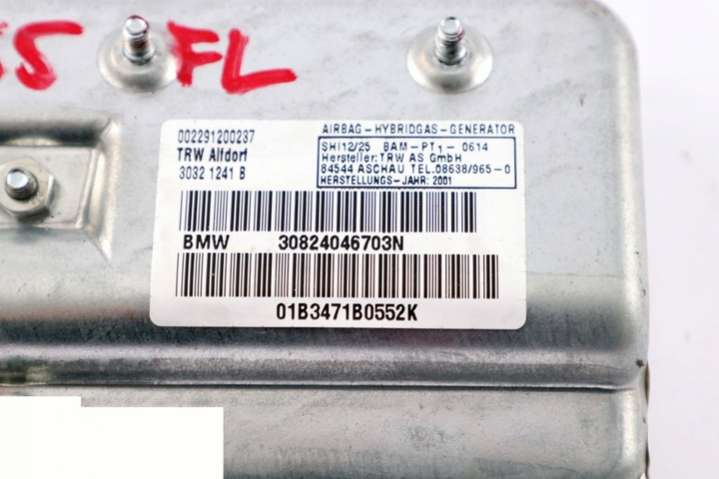 FL
002291200237
TRW Alfdorf
3032 1241 B
AIRBAG-HYBRIDGAS-GENERATOR
SHI12/25 BAM-PT1-0614
Hersteller:TRW AS GmbH
84544 ASCHAU TEL.08638/965-0
HERSTELLUNGS-JAHR: 2001
BMW 30824046703N
01B3471B0552K